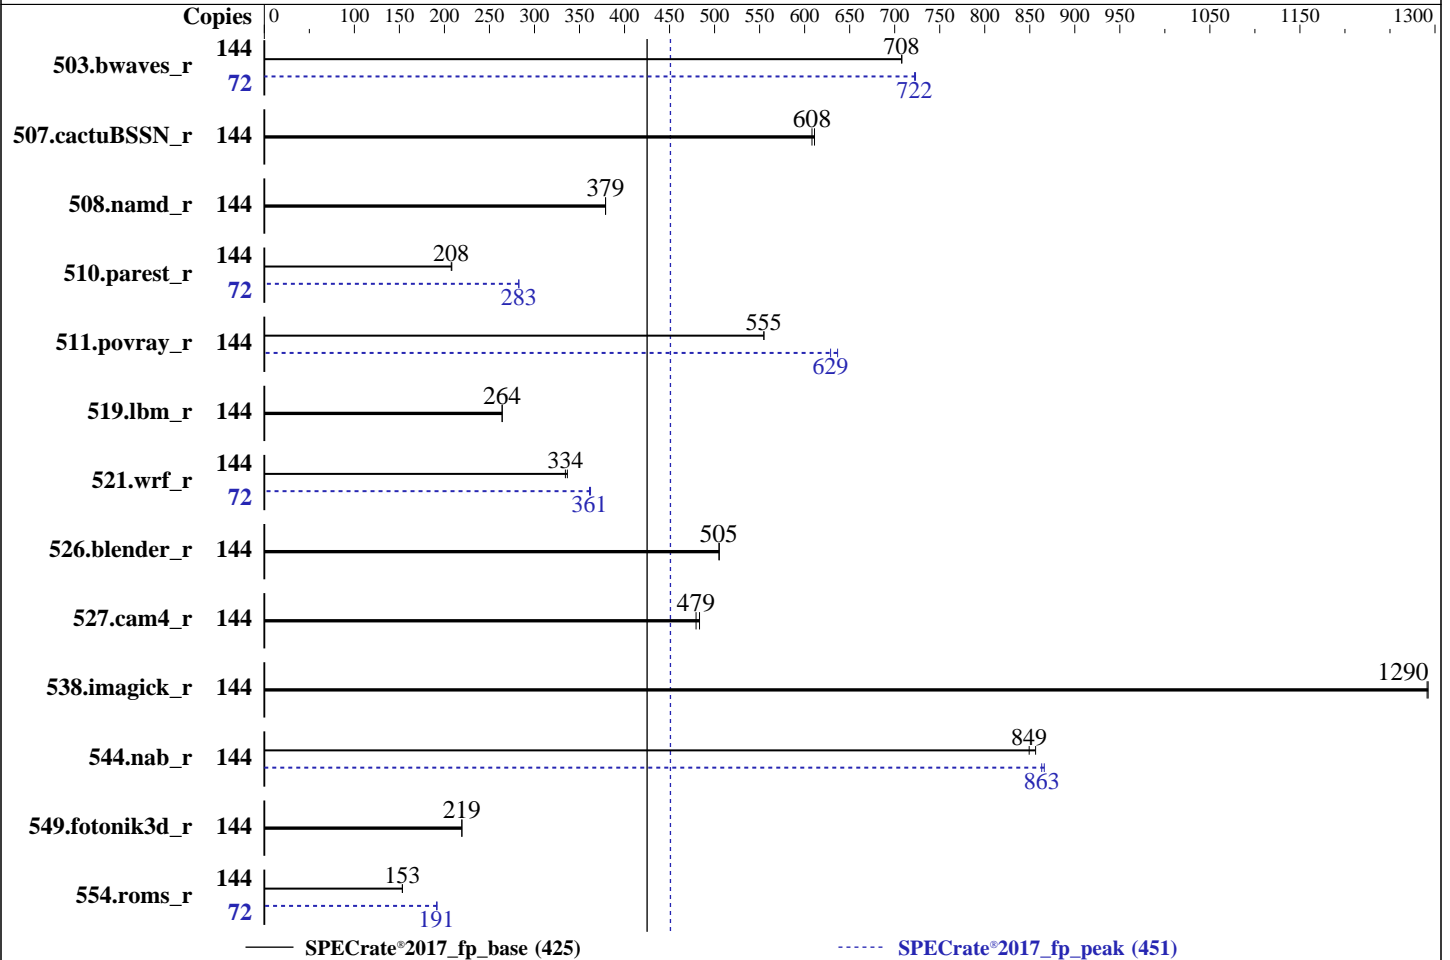 Copies 0 100 150 200 250 300 350 400 450 500 550 600 650 700 750 800 850 900 950 1050 1150 1300
503.bwaves_r 144 708
72 722
507.cactuBSSN_r 144 608
508.namd_r 144 379
510.parest_r 144 208
72 283
511.povray_r 144 555
629
519.lbm_r 144 264
521.wrf_r 144 334
72 361
526.blender_r 144 505
527.cam4_r 144 479
538.imagick_r 144 1290
544.nab_r 144 849
863
549.fotonik3d_r 144 219
554.roms_r 144 153
72 191
SPECrate®2017_fp_base (425) SPECrate®2017_fp_peak (451)